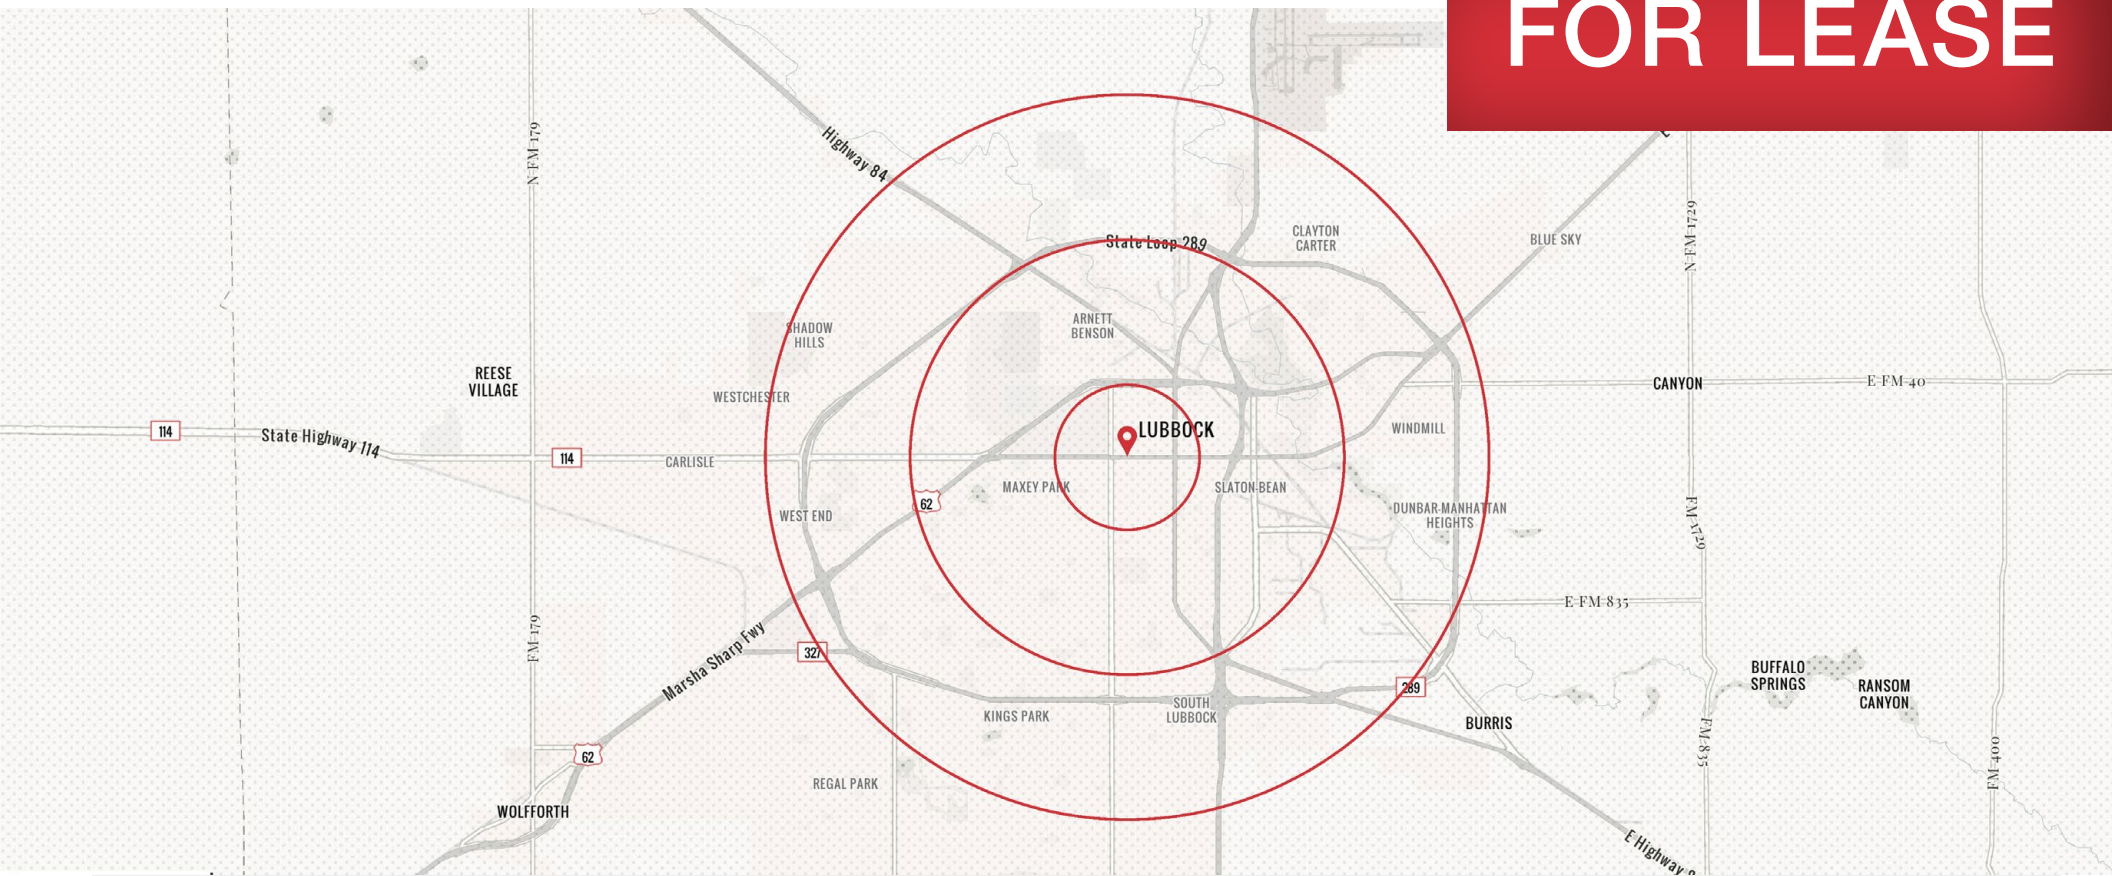 FOR LEASE
N FM 179
Highway 84
State Loop 289
CLAYTON
CARTER
BLUE SKY
N FM 1729
SHADOW
HILLS
ARNETT
BENSON
REESE
VILLAGE
WESTCHESTER
CANYON
E FM 40
114
State Highway 114
114
CARLISLE
LUBBOCK
WINDMILL
MAXEY PARK
SLATON-BEAN
62
WEST END
DUNBAR-MANHATTAN
HEIGHTS
FM 1729
E FM 835
FM 179
Marsha Sharp Fwy
327
289
BUFFALO
SPRINGS
RANSOM
CANYON
KINGS PARK
SOUTH
LUBBOCK
BURRIS
FM 835
FM 400
62
REGAL PARK
WOLFFORTH
E Highway